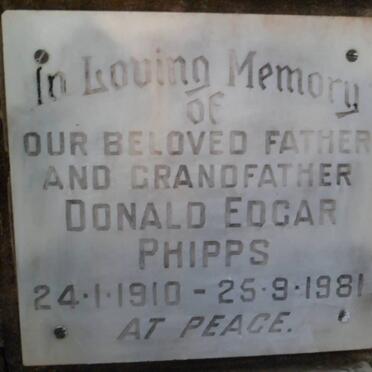 In Loving Memory
of
OUR BELOVED FATHER
AND GRANDFATHER
DONALD EDGAR
PHIPPS
24·1·1910 - 25·9·1981
AT PEACE.